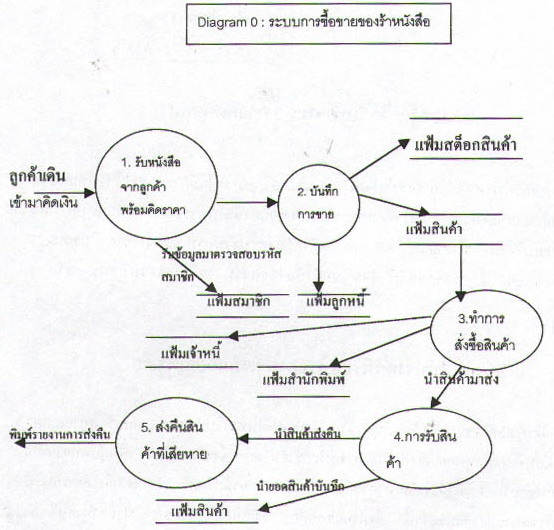 Diagram 0 : ระบบการซื้อขายของร้าหนังสือ
แฟ้มสต็อกสินค้า
ลูกค้าเดิน
เข้ามาคิดเงิน
1. รับหนังสือ
จากลูกค้า
พร้อมคิดราคา
2. บันทึก
การขาย
แฟ้มสินค้า
รับข้อมูลมาตรวจสอบรหัส
สมาชิก
แฟ้มสมาชิก
แฟ้มลูกหนี้
3.ทำการ
สั่งซื้อสินค้า
แฟ้มเจ้าหนี้
แฟ้มสำนักพิมพ์
นำสินค้ามาส่ง
พิมพ์รายงานการส่งคืน
5. ส่งคืนสิน
ค้าที่เสียหาย
นำสินค้าส่งคืน
4.การรับสิน
ค้า
นำยอดสินค้าบันทึก
แฟ้มสินค้า